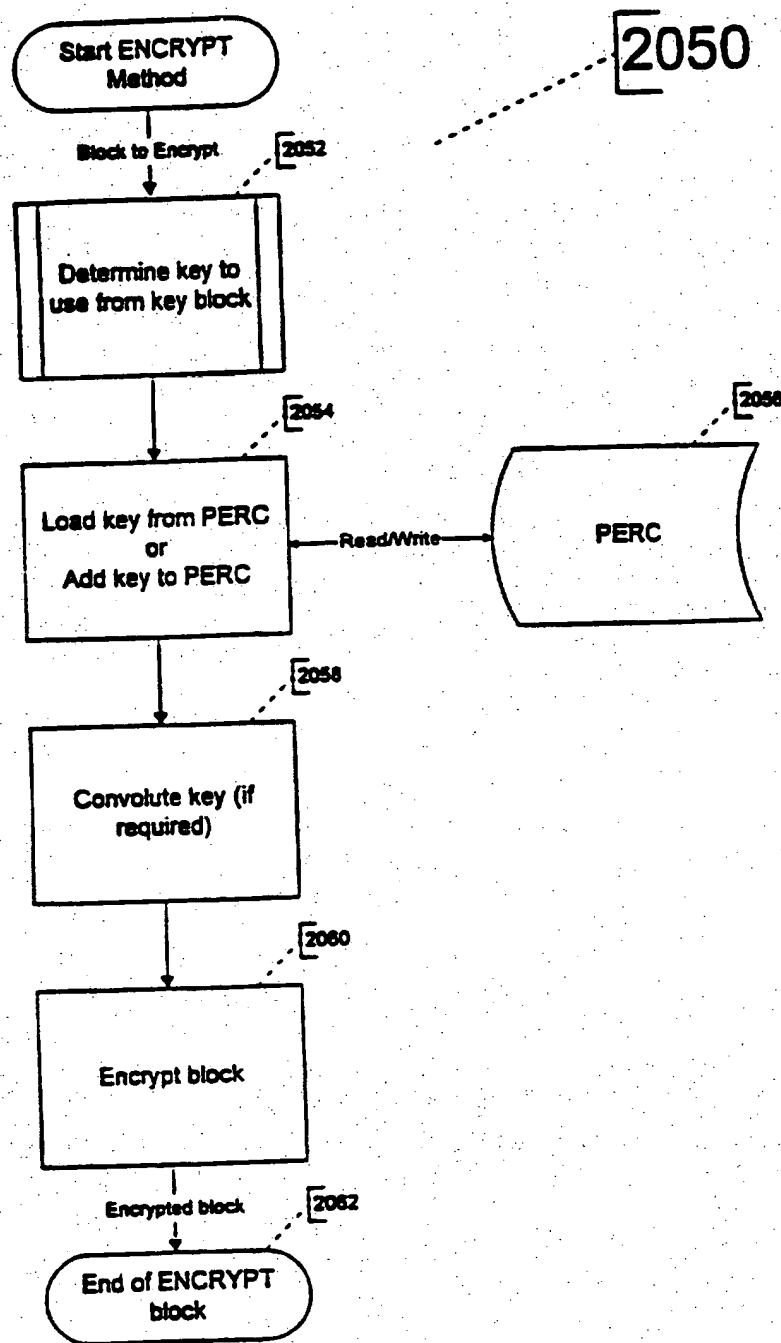 2050
Start ENCRYPT
Method
Block to Encrypt
2052
Determine key to
use from key block
2054
2056
Load key from PERC
or
Add key to PERC
Read/Write
PERC
2058
Convolute key (if
required)
2060
Encrypt block
Encrypted block
2062
End of ENCRYPT
block